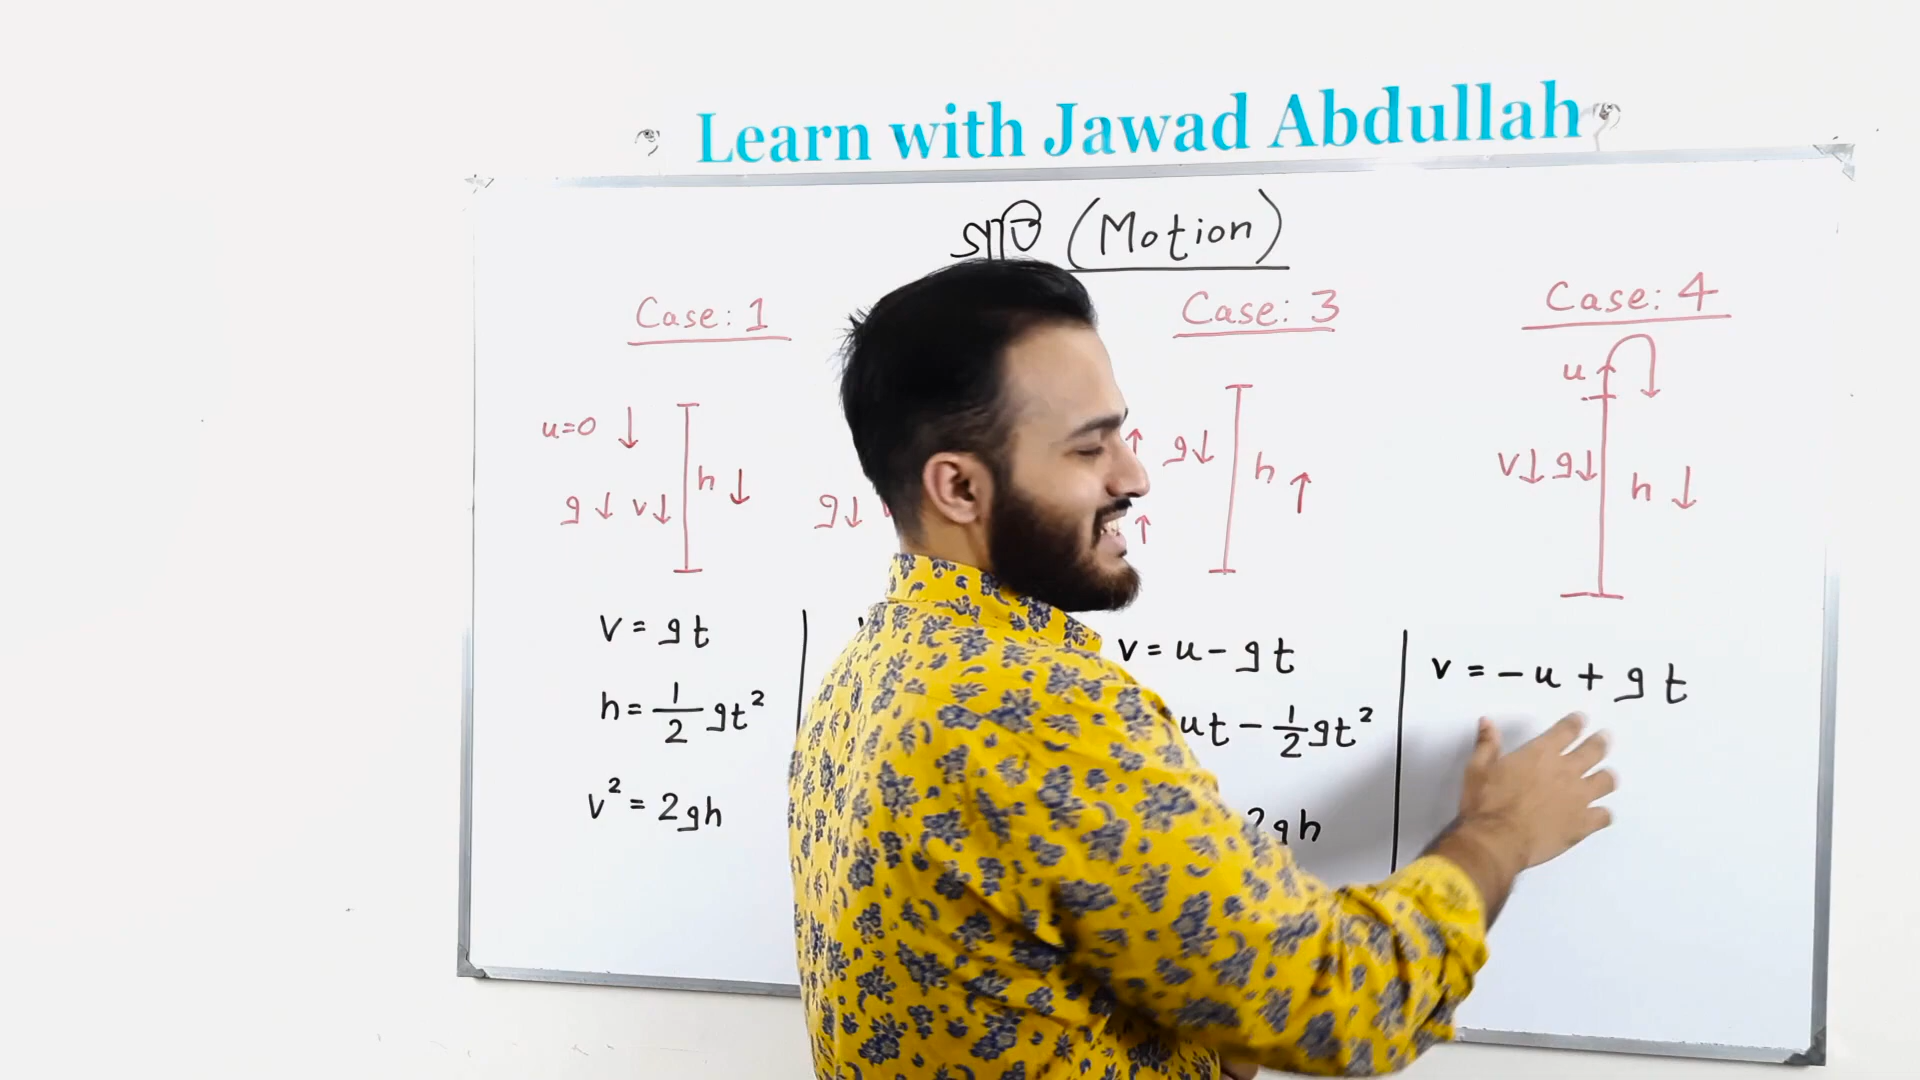 Learn with Jawad Abdullah
গতি (Motion)
Case: 1
u=0 ↓
g↓ v↓
h ↓
v = gt
h = 1/2 gt²
v² = 2gh
g↓
Case: 3
↑ g↓
h ↑
↑
v = u - gt
ut - 1/2 gt²
2gh
Case: 4
u
v↓ g↓
h ↓
v = -u + gt